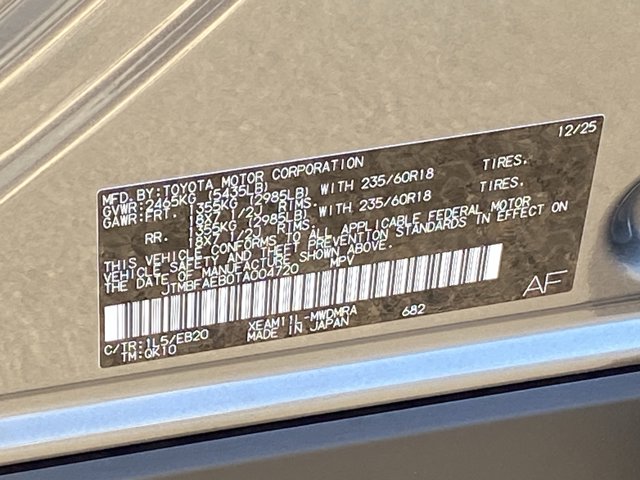 12/25
MFD. BY:TOYOTA MOTOR CORPORATION
GVWR:2465KG (5435LB)
GAWR:FRT. 1355KG (2985LB) WITH 235/60R18 TIRES,
18X7 1/2J RIMS,
RR. 1355KG (2985LB) WITH 235/60R18 TIRES,
18X7 1/2J RIMS,
THIS VEHICLE CONFORMS TO ALL APPLICABLE FEDERAL MOTOR
VEHICLE SAFETY AND THEFT PREVENTION STANDARDS IN EFFECT ON
THE DATE OF MANUFACTURE SHOWN ABOVE.
JTMBFAEB0TA004720 MPV
AF
C/TR:1L5/EB20 XEAM11L-MWDMRA 682
TM:QK10 MADE IN JAPAN